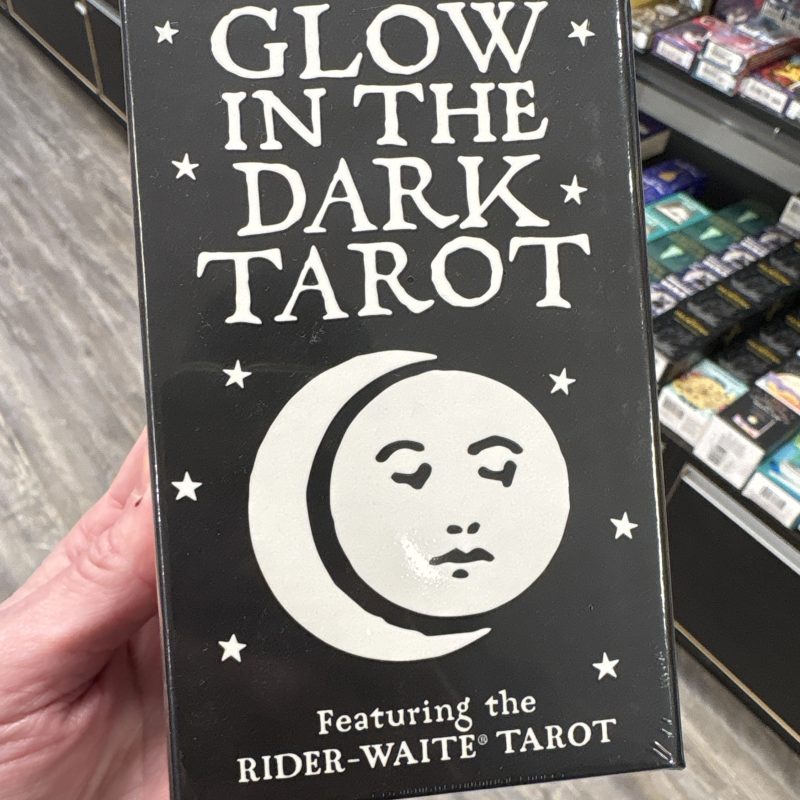 GLOW
IN THE
DARK
TAROT
Featuring the
RIDER-WAITE® TAROT